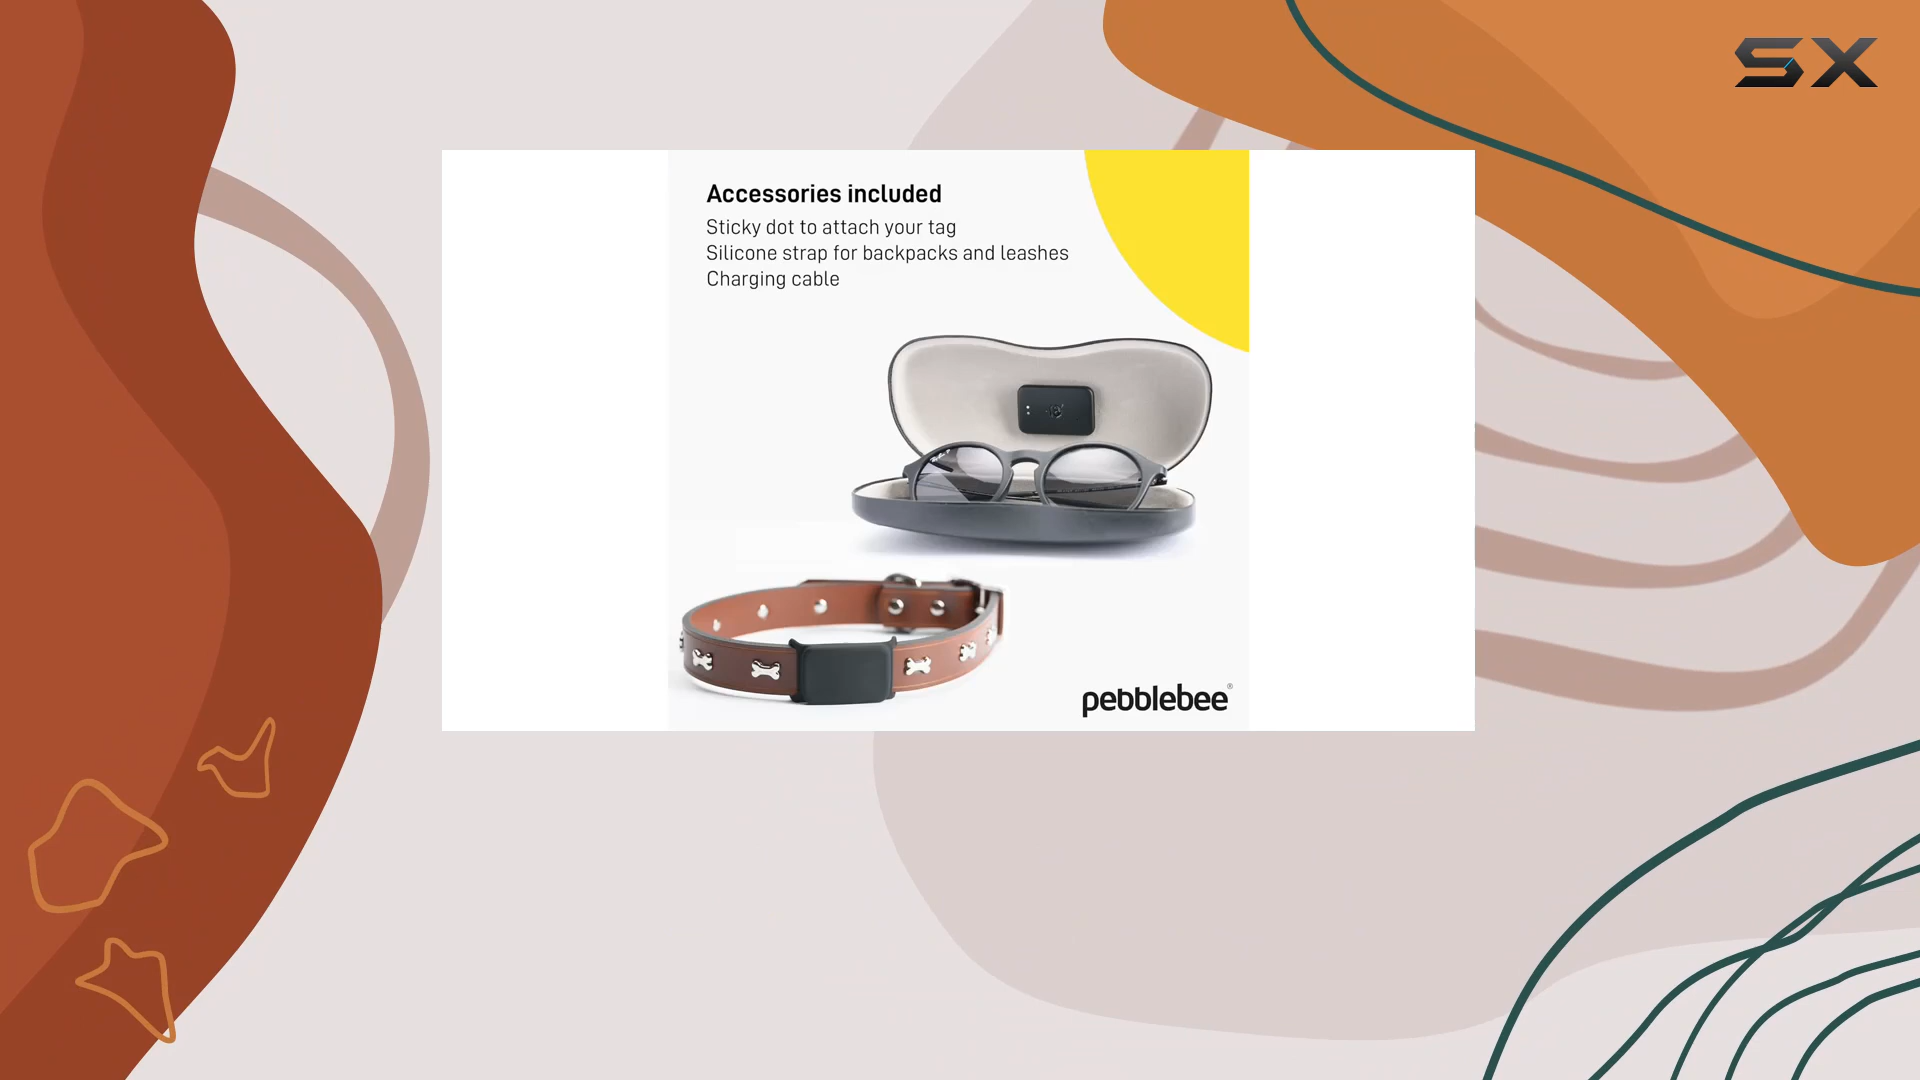 SX
Accessories included
Sticky dot to attach your tag
Silicone strap for backpacks and leashes
Charging cable
pebblebee®